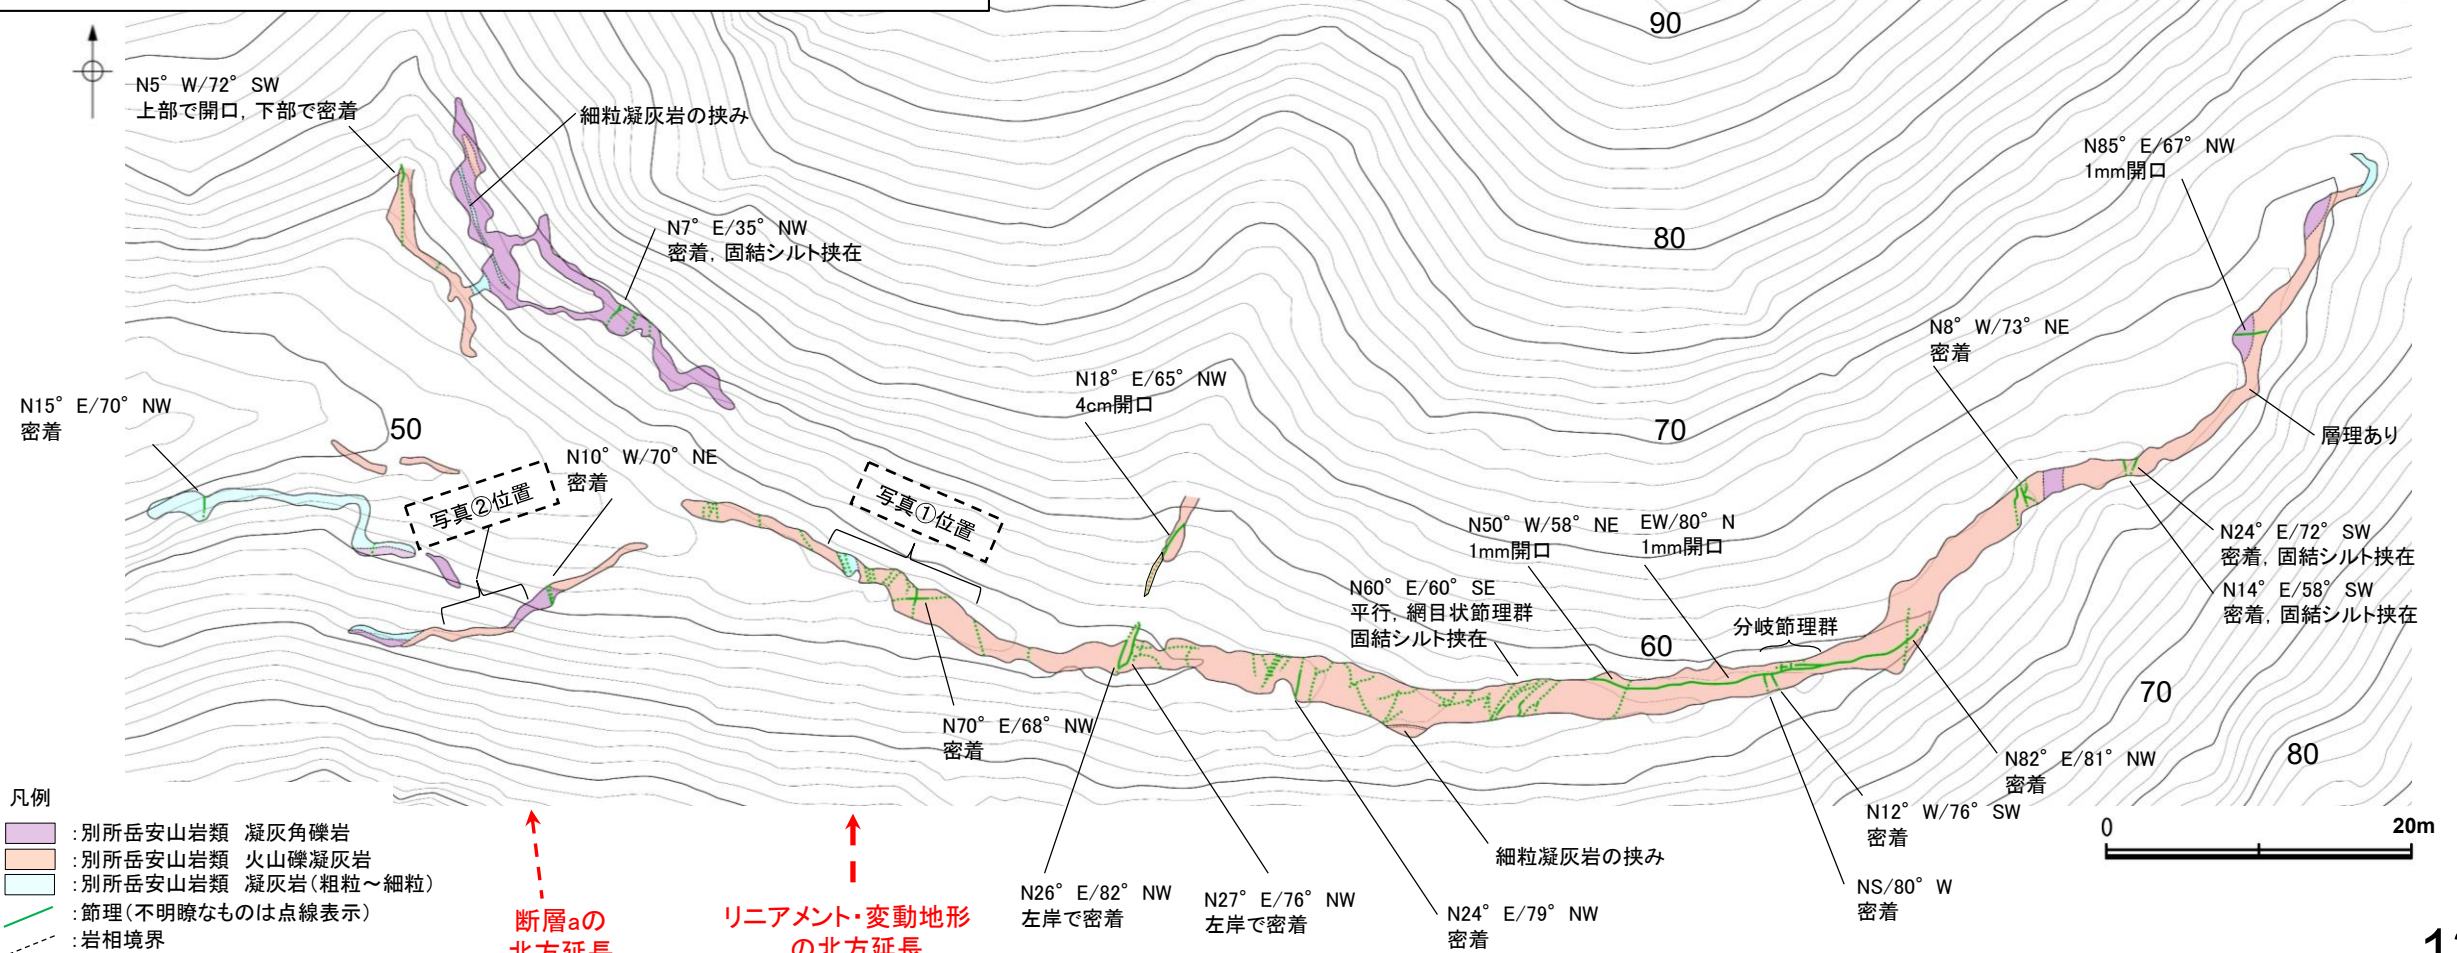 90
N5° W/72° SW
上部で開口, 下部で密着
細粒凝灰岩の挟み
N85° E/67° NW
1mm開口
N7° E/35° NW
密着, 固結シルト挟在
80
N8° W/73° NE
密着
N18° E/65° NW
4cm開口
N15° E/70° NW
密着
50
70
層理あり
N10° W/70° NE
密着
写真②位置
写真①位置
N50° W/58° NE
1mm開口
EW/80° N
1mm開口
N24° E/72° SW
密着, 固結シルト挟在
N60° E/60° SE
平行, 網目状節理群
固結シルト挟在
N14° E/58° SW
密着, 固結シルト挟在
分岐節理群
60
70
N70° E/68° NW
密着
80
N82° E/81° NW
密着
凡例
:別所岳安山岩類 凝灰角礫岩
:別所岳安山岩類 火山礫凝灰岩
:別所岳安山岩類 凝灰岩(粗粒～細粒)
:節理(不明瞭なものは点線表示)
:岩相境界
N12° W/76° SW
密着
0
20m
細粒凝灰岩の挟み
N26° E/82° NW
左岸で密着
N27° E/76° NW
左岸で密着
NS/80° W
密着
N24° E/79° NW
密着
断層aの
北方延長
リニアメント・変動地形
の北方延長